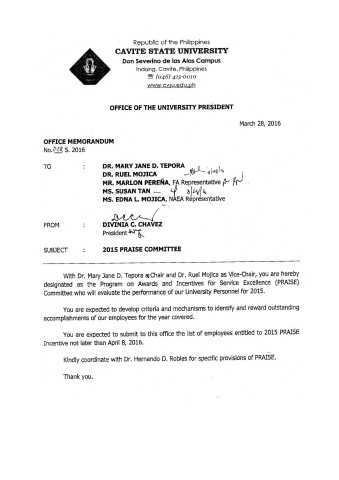 Republic of the Philippines
CAVITE STATE UNIVERSITY
Don Severino de las Alas Campus
Indang, Cavite, Philippines
☎ (046) 415-0010
www.cvsu.edu.ph
OFFICE OF THE UNIVERSITY PRESIDENT
March 28, 2016
OFFICE MEMORANDUM
No. S. 2016
TO : DR. MARY JANE D. TEPORA
DR. RUEL MOJICA
MR. MARLON PEREÑA, FA Representative
MS. SUSAN TAN
MS. EDNA L. MOJICA, NAEA Representative
FROM : DIVINIA C. CHAVEZ
President
SUBJECT : 2015 PRAISE COMMITTEE
With Dr. Mary Jane D. Tepora as Chair and Dr. Ruel Mojica as Vice-Chair, you are hereby
designated as the Program on Awards and Incentives for Service Excellence (PRAISE)
Committee who will evaluate the performance of our University Personnel for 2015.
You are expected to develop criteria and mechanisms to identify and reward outstanding
accomplishments of our employees for the year covered.
You are expected to submit to this office the list of employees entitled to 2015 PRAISE
Incentive not later than April 8, 2016.
Kindly coordinate with Dr. Hernando D. Robles for specific provisions of PRAISE.
Thank you.